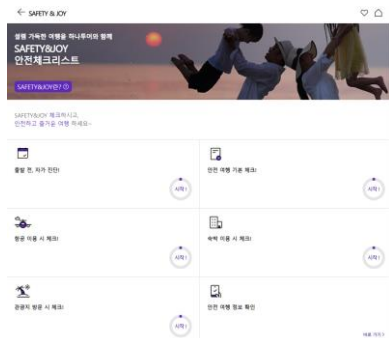 ← SAFETY & JOY
설렘 가득한 여행을 하나투어와 함께
SAFETY&JOY
안전체크리스트
SAFETY&JOY란?
SAFETY&JOY 체크하시고,
안전하고 즐거운 여행 하세요~
출발 전, 자가 진단!
시작!
안전 여행 기본 체크!
시작!
항공 이용 시 체크!
시작!
숙박 이용 시 체크!
시작!
관광지 방문 시 체크!
시작!
안전 여행 정보 확인
바로 가기 >